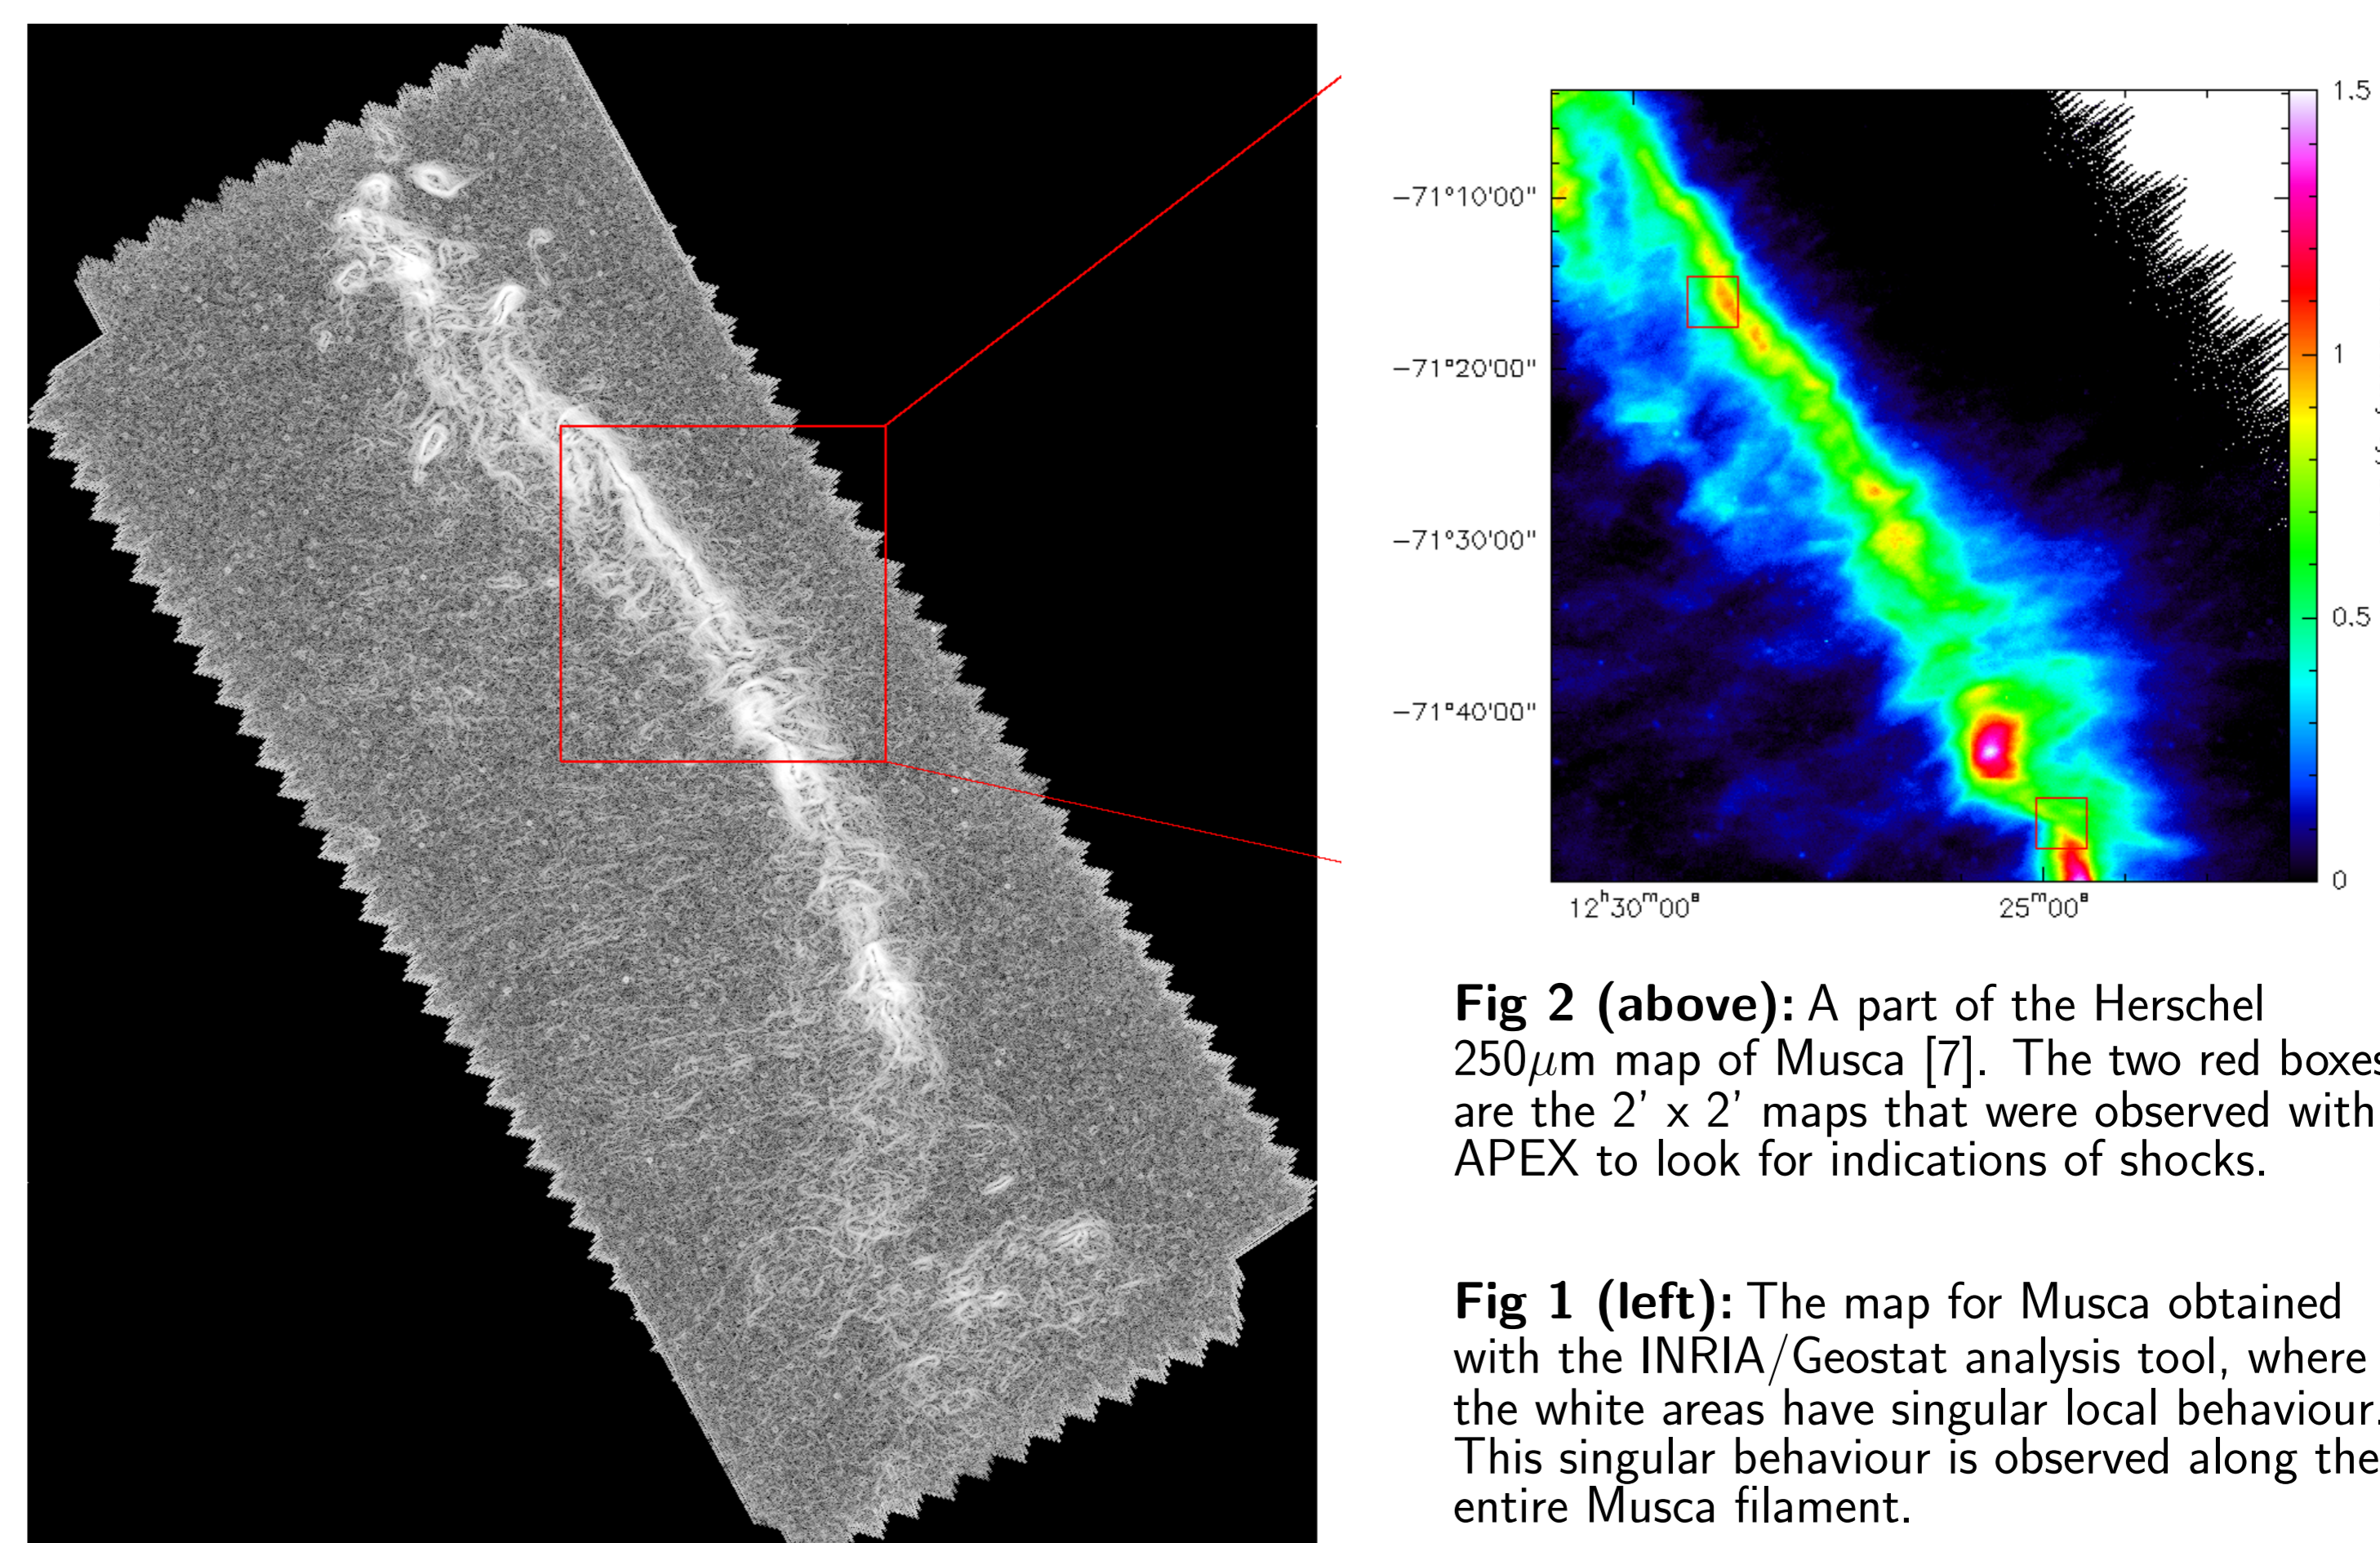 1.5
−71°10'00"
−71°20'00"
1
−71°30'00"
0.5
−71°40'00"
0
12ʰ30ᵐ00ˢ
25ᵐ00ˢ
Fig 2 (above): A part of the Herschel
250μm map of Musca [7]. The two red boxes
are the 2’ x 2’ maps that were observed with
APEX to look for indications of shocks.
Fig 1 (left): The map for Musca obtained
with the INRIA/Geostat analysis tool, where
the white areas have singular local behaviour.
This singular behaviour is observed along the
entire Musca filament.